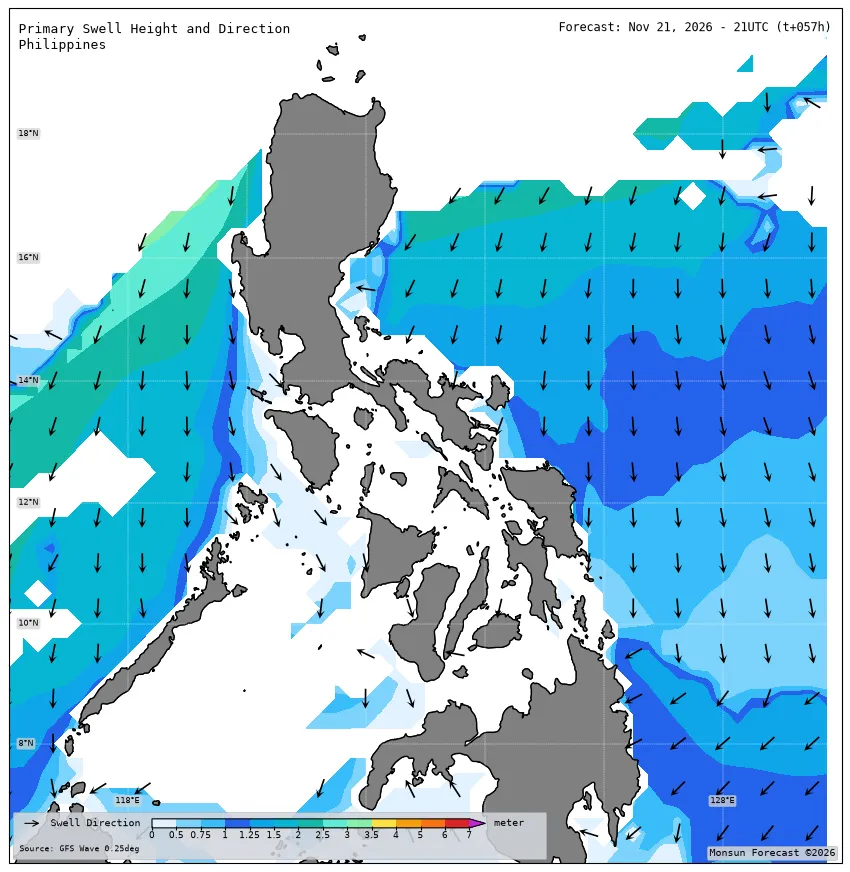 Primary Swell Height and Direction
Philippines
Forecast: Nov 21, 2026 - 21UTC (t+057h)
18°N
16°N
14°N
12°N
10°N
8°N
118°E
128°E
Swell Direction
0 0.5 0.75 1 1.25 1.5 2 2.5 3 3.5 4 5 6 7
meter
Source: GFS Wave 0.25deg
Monsun Forecast ©2026